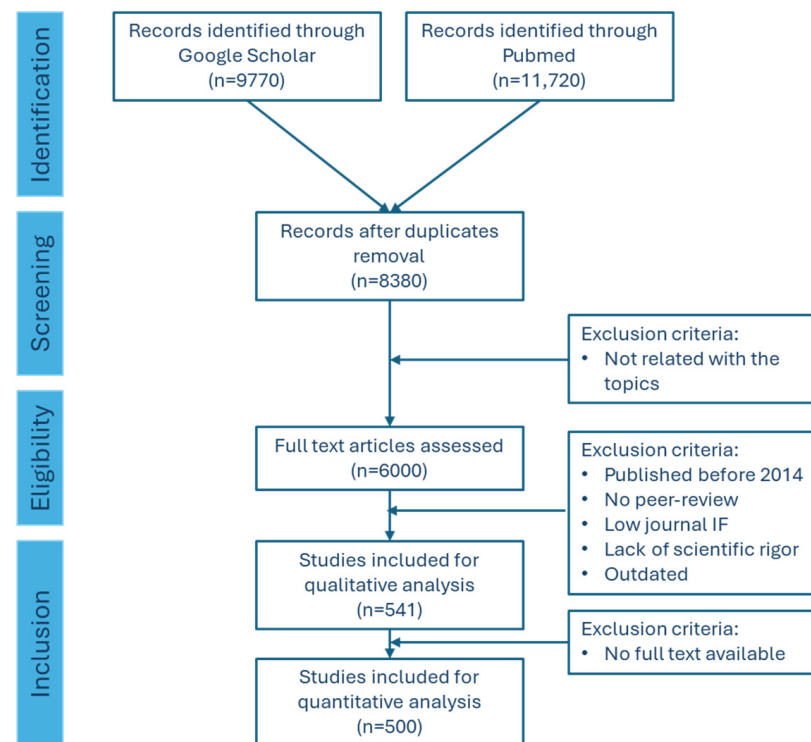 Identification
Records identified through
Google Scholar
(n=9770)
Records identified through
Pubmed
(n=11,720)
Screening
Records after duplicates
removal
(n=8380)
Exclusion criteria:
• Not related with the
topics
Eligibility
Full text articles assessed
(n=6000)
Exclusion criteria:
• Published before 2014
• No peer-review
• Low journal IF
• Lack of scientific rigor
• Outdated
Inclusion
Studies included for
qualitative analysis
(n=541)
Exclusion criteria:
• No full text available
Studies included for
quantitative analysis
(n=500)